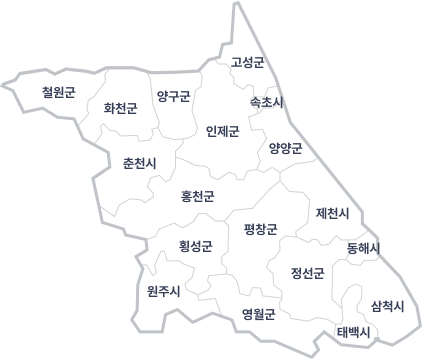 고성군
철원군
양구군
화천군
속초시
인제군
양양군
춘천시
홍천군
제천시
평창군
횡성군
동해시
정선군
원주시
삼척시
영월군
태백시